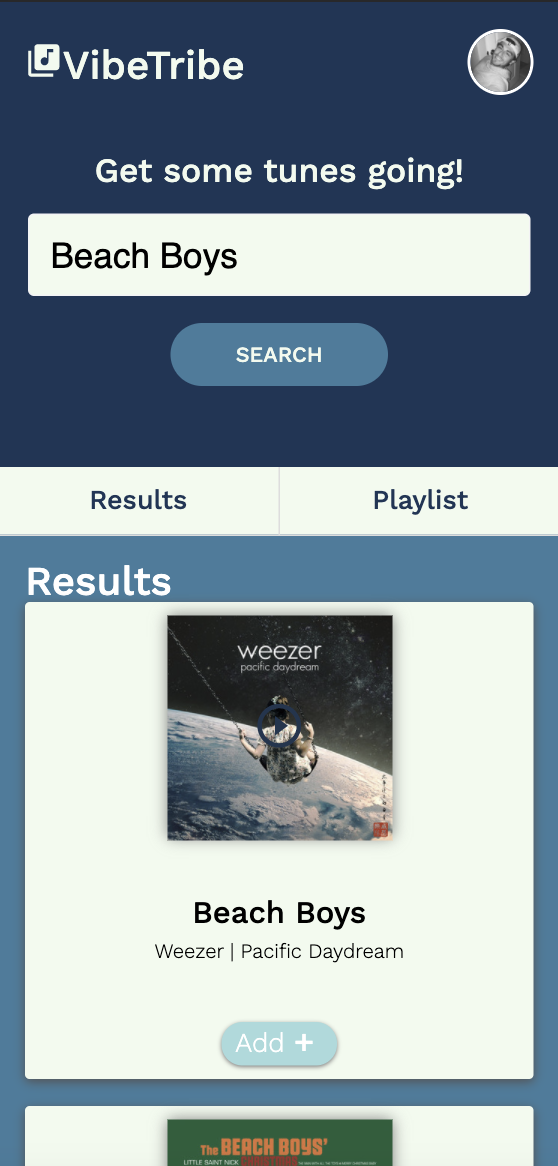 VibeTribe
Get some tunes going!
Beach Boys
SEARCH
Results
Playlist
Results
weezer
pacific daydream
Beach Boys
Weezer | Pacific Daydream
Add +
The BEACH BOYS'
LITTLE SAINT NICK